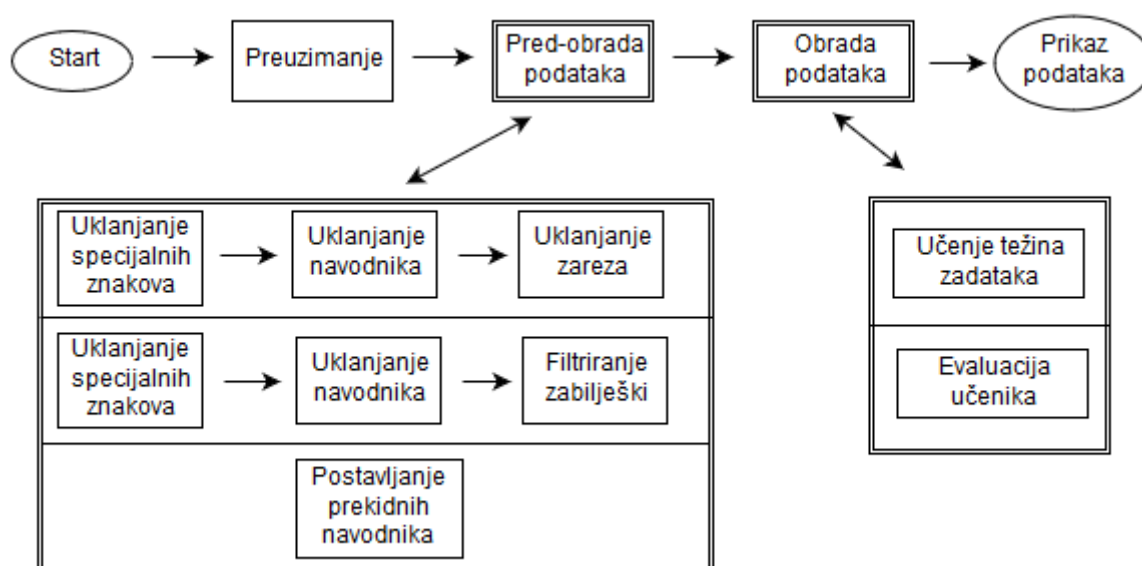 Start
Preuzimanje
Pred-obrada
podataka
Obrada
podataka
Prikaz
podataka
Uklanjanje
specijalnih
znakova
Uklanjanje
navodnika
Uklanjanje
zareza
Uklanjanje
specijalnih
znakova
Uklanjanje
navodnika
Filtriranje
zabilješki
Postavljanje
prekidnih
navodnika
Učenje težina
zadataka
Evaluacija
učenika